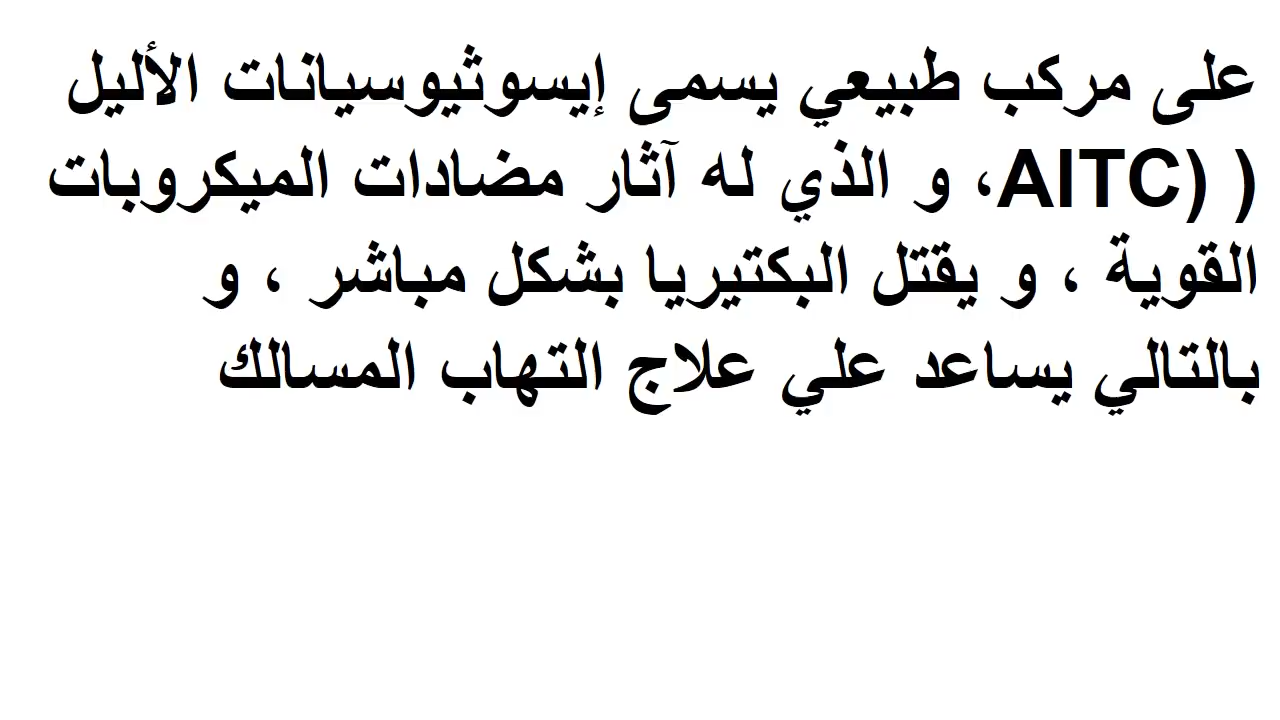 على مركب طبيعي يسمى إيسوثيوسيانات الأليل
( (AITC، و الذي له آثار مضادات الميكروبات
القوية ، و يقتل البكتيريا بشكل مباشر ، و
بالتالي يساعد علي علاج التهاب المسالك